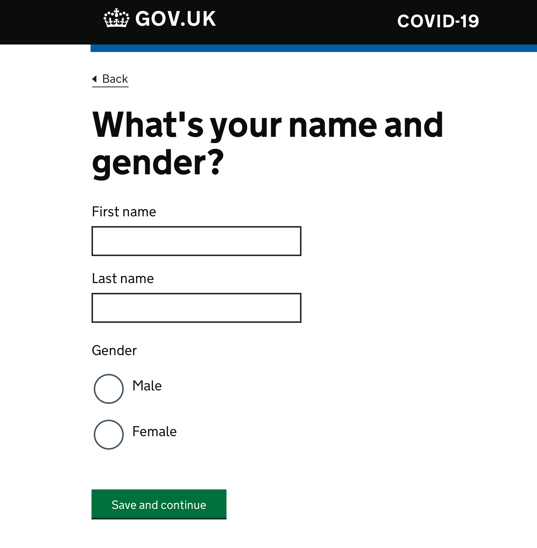 GOV.UK COVID-19
Back
What's your name and
gender?
First name
Last name
Gender
Male
Female
Save and continue